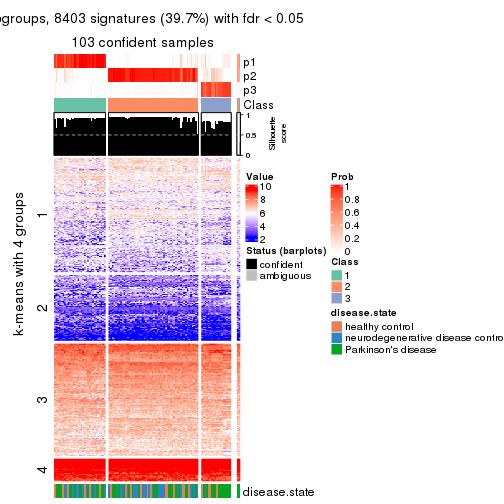 ogroups, 8403 signatures (39.7%) with fdr < 0.05
103 confident samples
p1
p2
p3
Class
1
0.5
0
Silhouette
score
k-means with 4 groups
1
2
3
4
disease.state
Value
10
8
6
4
2
Status (barplots)
confident
ambiguous
Prob
1
0.8
0.6
0.4
0.2
0
Class
1
2
3
disease.state
healthy control
neurodegenerative disease contro
Parkinson's disease